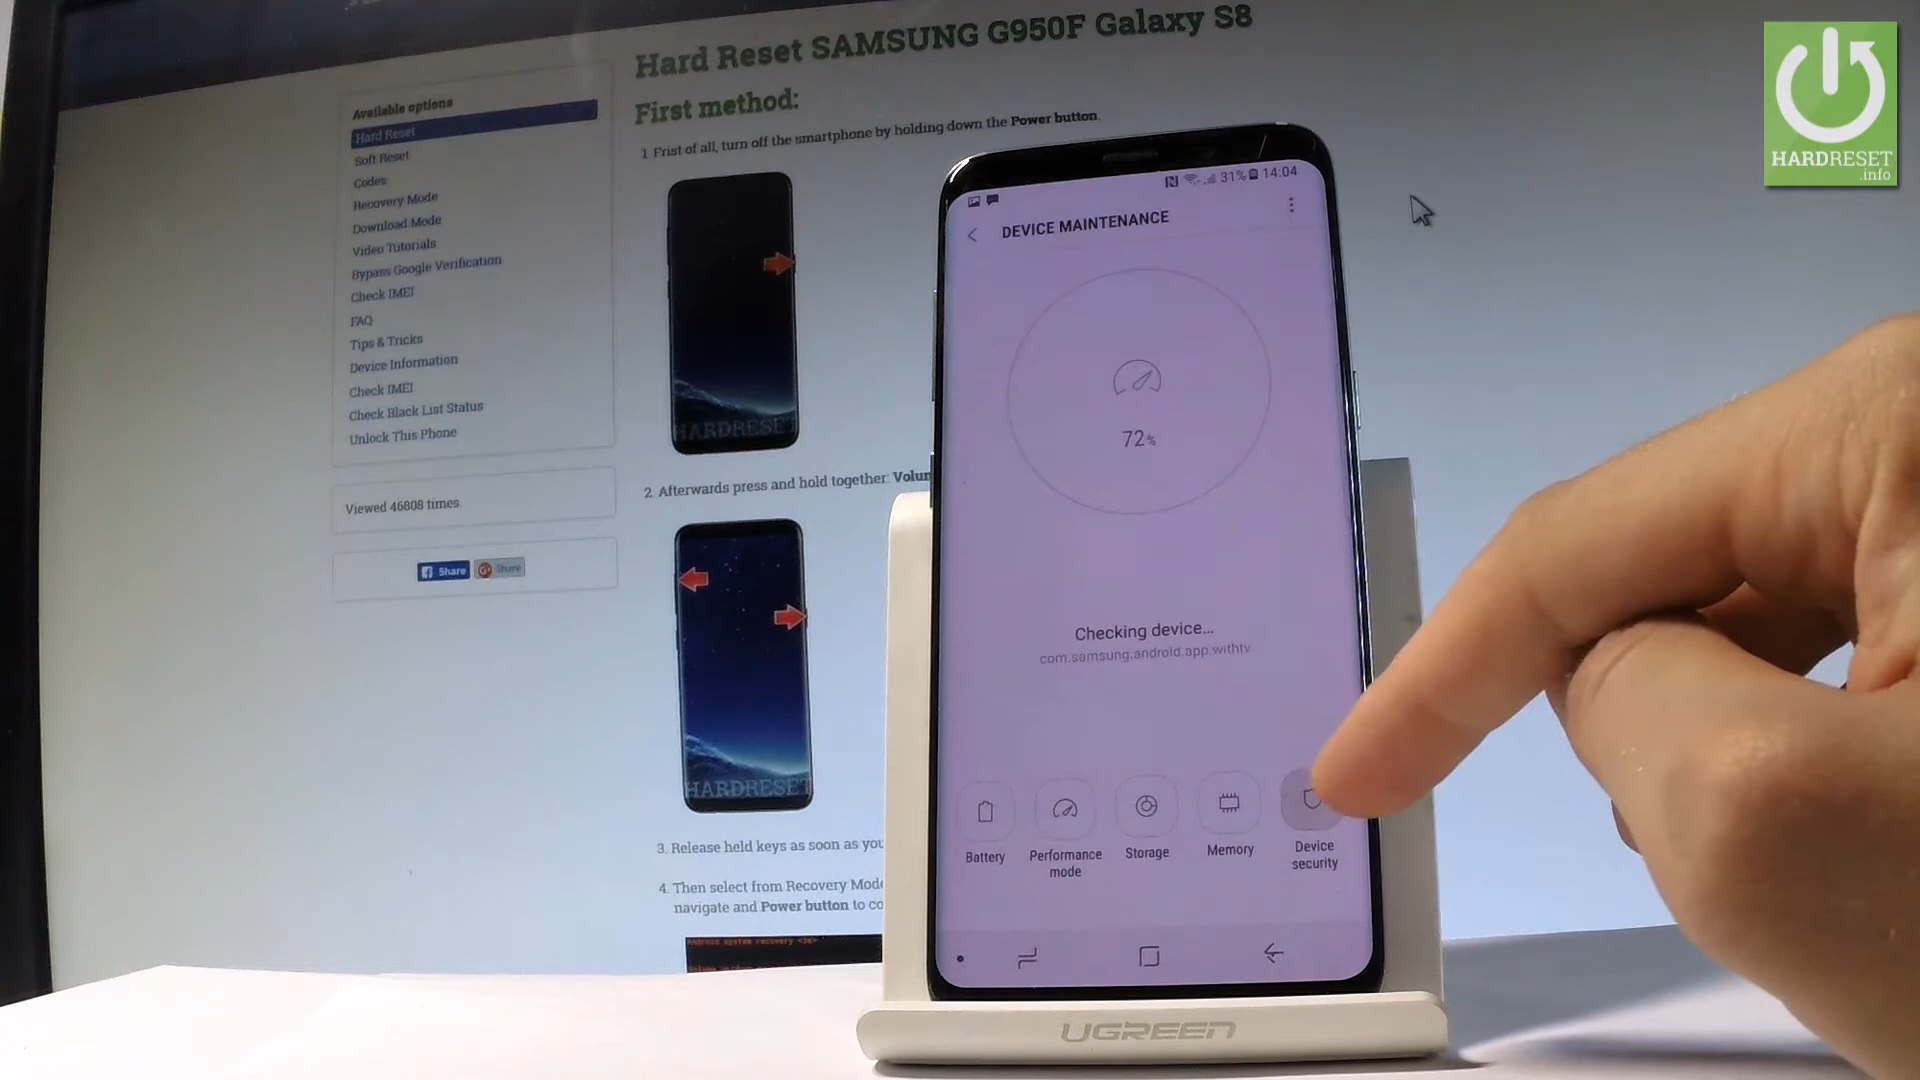 Hard Reset SAMSUNG G950F Galaxy S8
First method:
1 Frist of all, turn off the smartphone by holding down the Power button.
Available options
Hard Reset
Soft Reset
Codes
Recovery Mode
Download Mode
Video Tutorials
Bypass Google Verification
Check IMEI
FAQ
Tips & Tricks
Device Information
Check IMEI
Check Black List Status
Unlock This Phone
Viewed 46808 times.
Share
Share
HARDRESET
2. Afterwards press and hold together:
HARDRESET
3. Release held keys as soon as you
4. Then select from Recovery
navigate and Power button to
Android system recovery <3e>
31% 14:04
DEVICE MAINTENANCE
72%
Checking device...
com.samsung.android.app.withtv
Battery
Performance mode
Storage
Memory
Device security
UGREEN
HARDRESET
.info